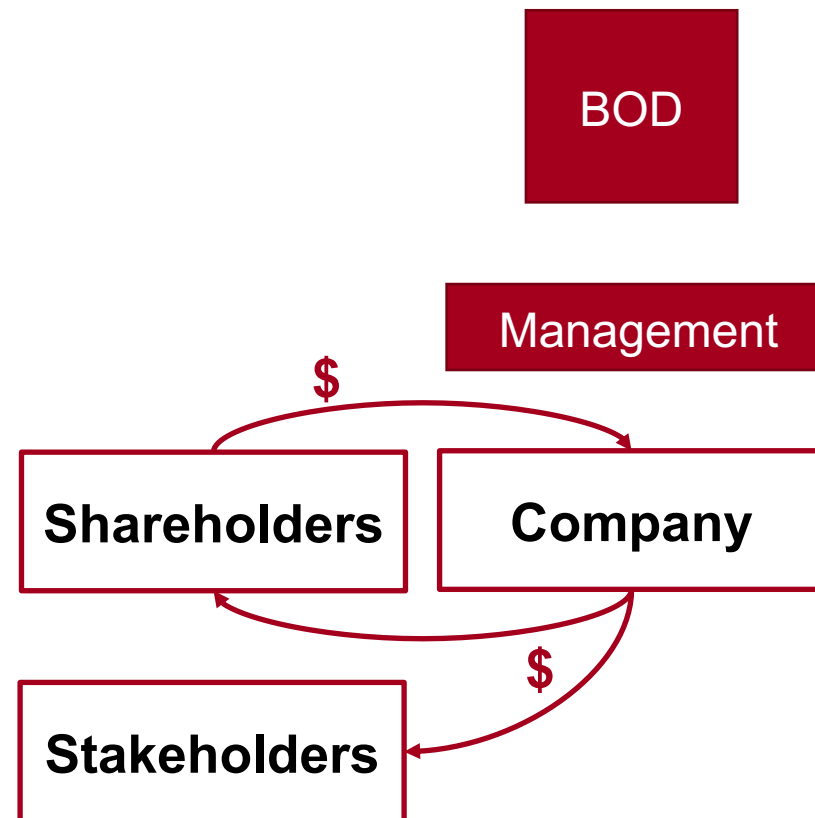 BOD
Management
$
Shareholders
Company
$
Stakeholders